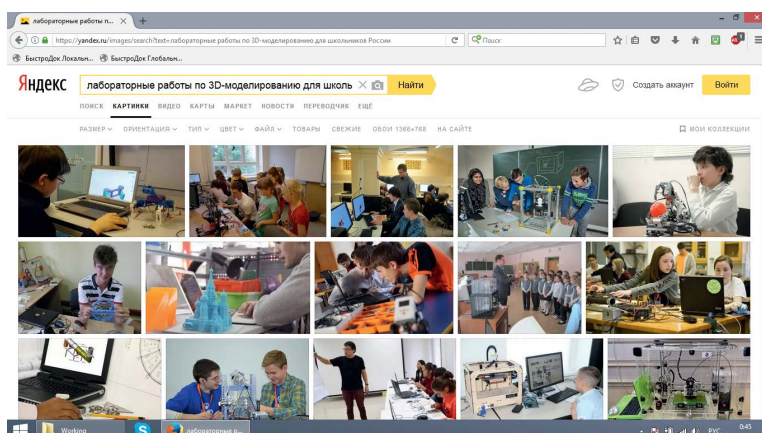 лабораторные работы п...
https://yandex.ru/images/search?text=лабораторные работы по 3D-моделированию для школьников России
Поиск
БыстроДок Локальн...
БыстроДок Глобальн...
Яндекс
лабораторные работы по 3D-моделированию для школь
Найти
Создать аккаунт
Войти
ПОИСК КАРТИНКИ ВИДЕО КАРТЫ МАРКЕТ НОВОСТИ ПЕРЕВОДЧИК ЕЩЁ
РАЗМЕР ОРИЕНТАЦИЯ ТИП ЦВЕТ ФАЙЛ ТОВАРЫ СВЕЖИЕ ОБОИ 1366×768 НА САЙТЕ
МОИ КОЛЛЕКЦИИ
Working
лабораторные р...
РУС
0:45